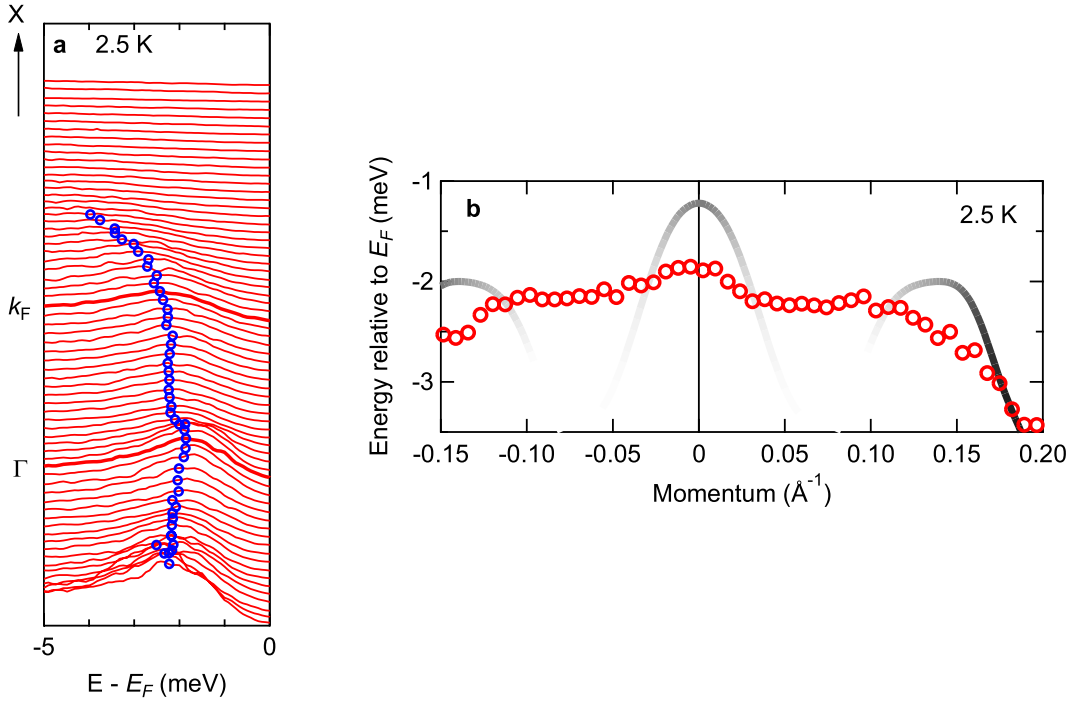 X
a 2.5 K
k_F
Γ
-5 0
E - E_F (meV)
b 2.5 K
Energy relative to E_F (meV)
-1
-2
-3
-0.15 -0.10 -0.05 0 0.05 0.10 0.15 0.20
Momentum (Å⁻¹)